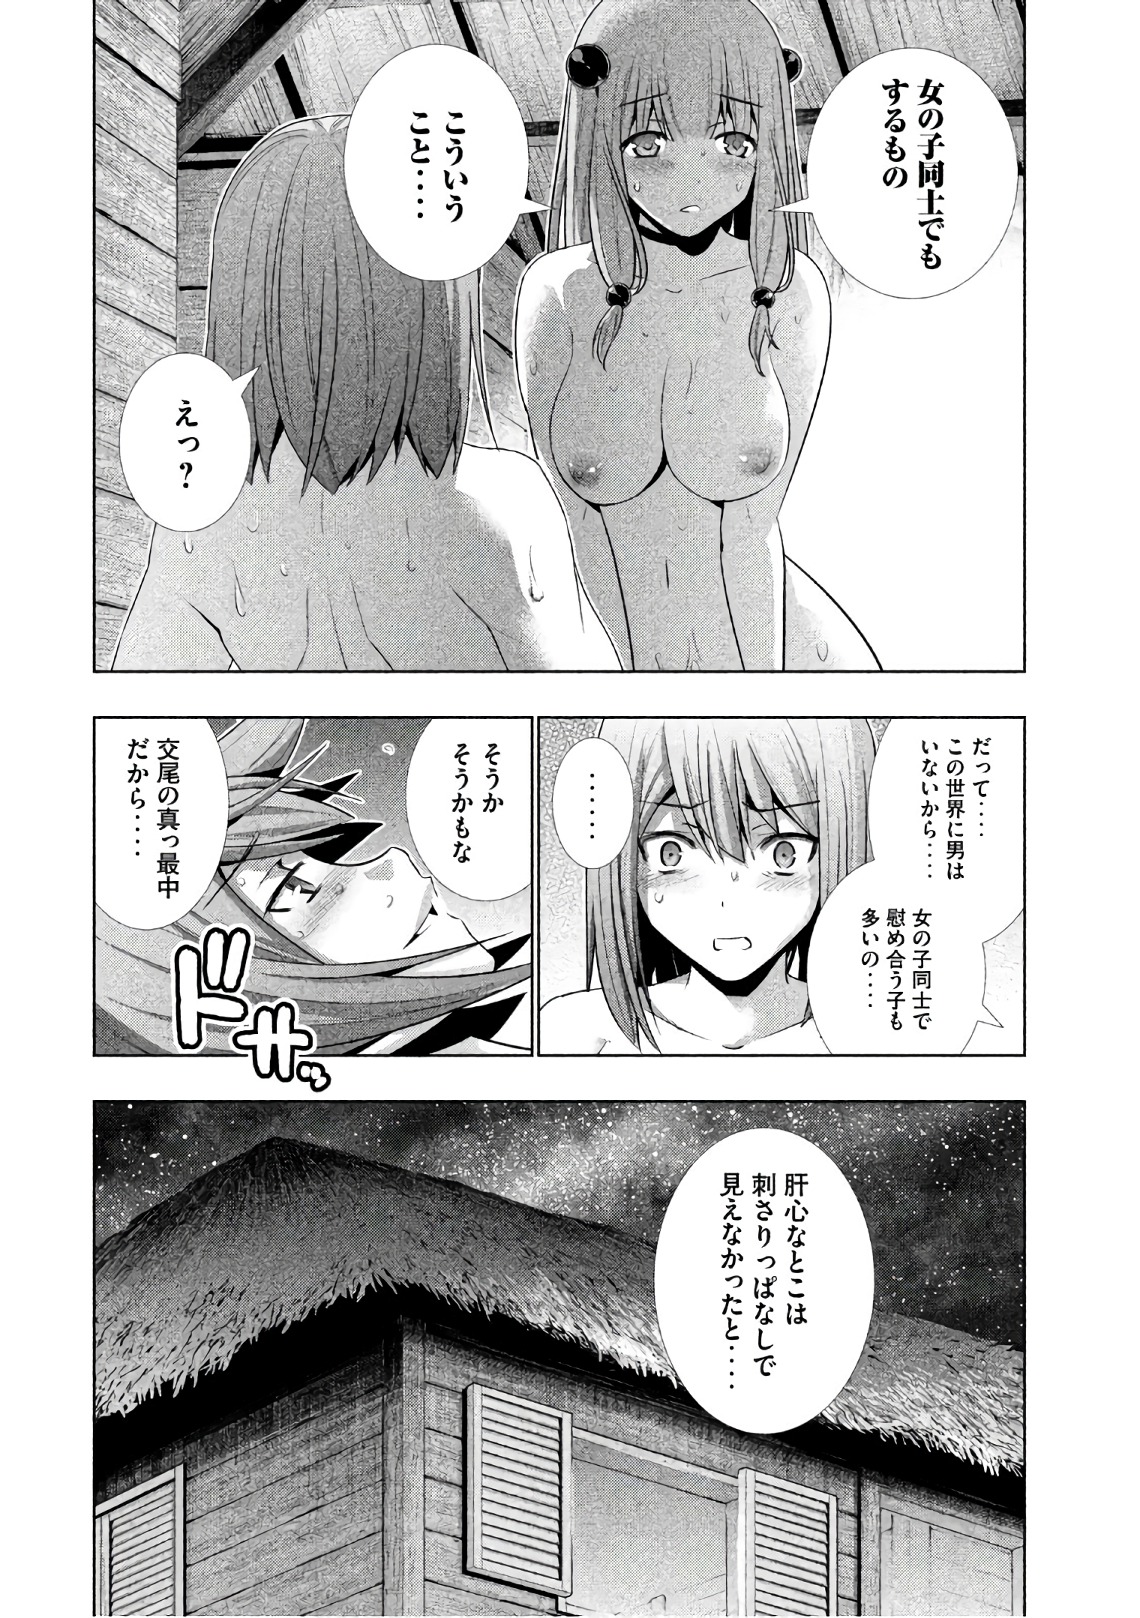 女の子同士でも
するもの
こういう
こと‥‥
えっ？
だって‥‥
この世界に男は
いないから‥‥
女の子同士で
慰め合う子も
多いの‥‥
‥‥‥
そうか
そうかもな
交尾の真っ最中
だから‥‥
ドサッ
肝心なとこは
刺さりっぱなしで
見えなかったと‥‥